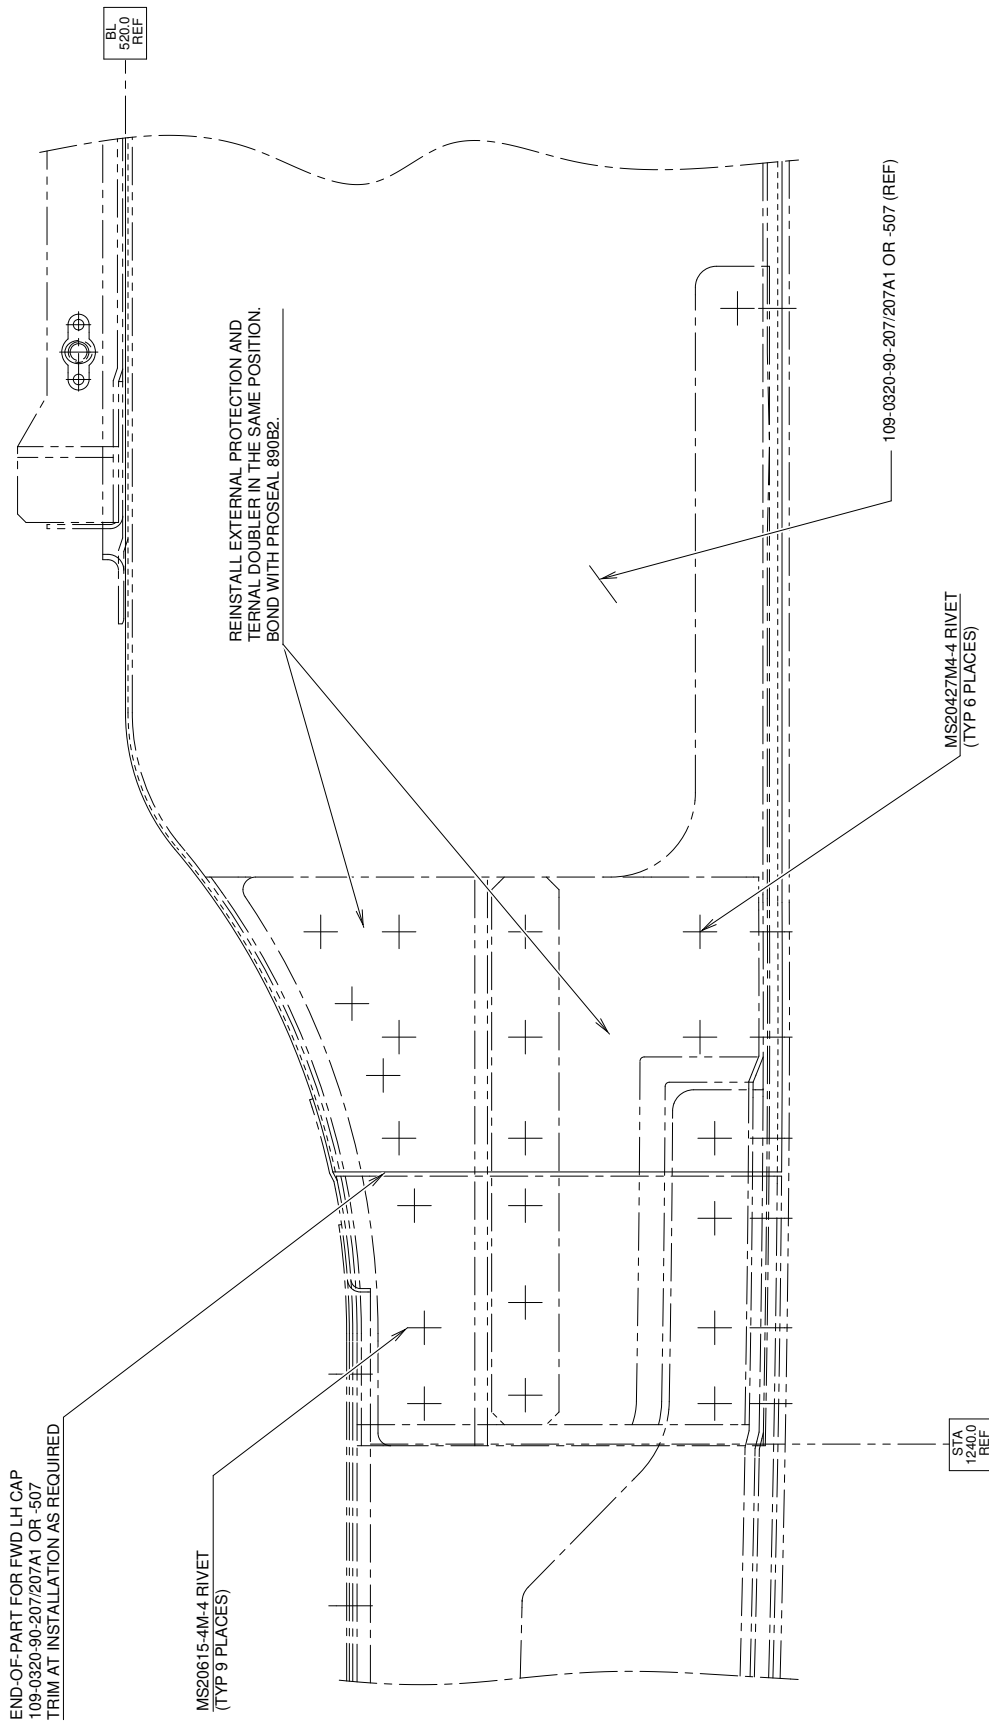 END-OF-PART FOR FWD LH CAP
109-0320-90-207/207A1 OR -507
TRIM AT INSTALLATION AS REQUIRED
MS20615-4M-4 RIVET
(TYP 9 PLACES)
REINSTALL EXTERNAL PROTECTION AND
TERNAL DOUBLER IN THE SAME POSITION.
BOND WITH PROSEAL 890B2.
BL
520.0
REF
STA
1240.0
REF
MS20427M4-4 RIVET
(TYP 6 PLACES)
109-0320-90-207/207A1 OR -507 (REF)